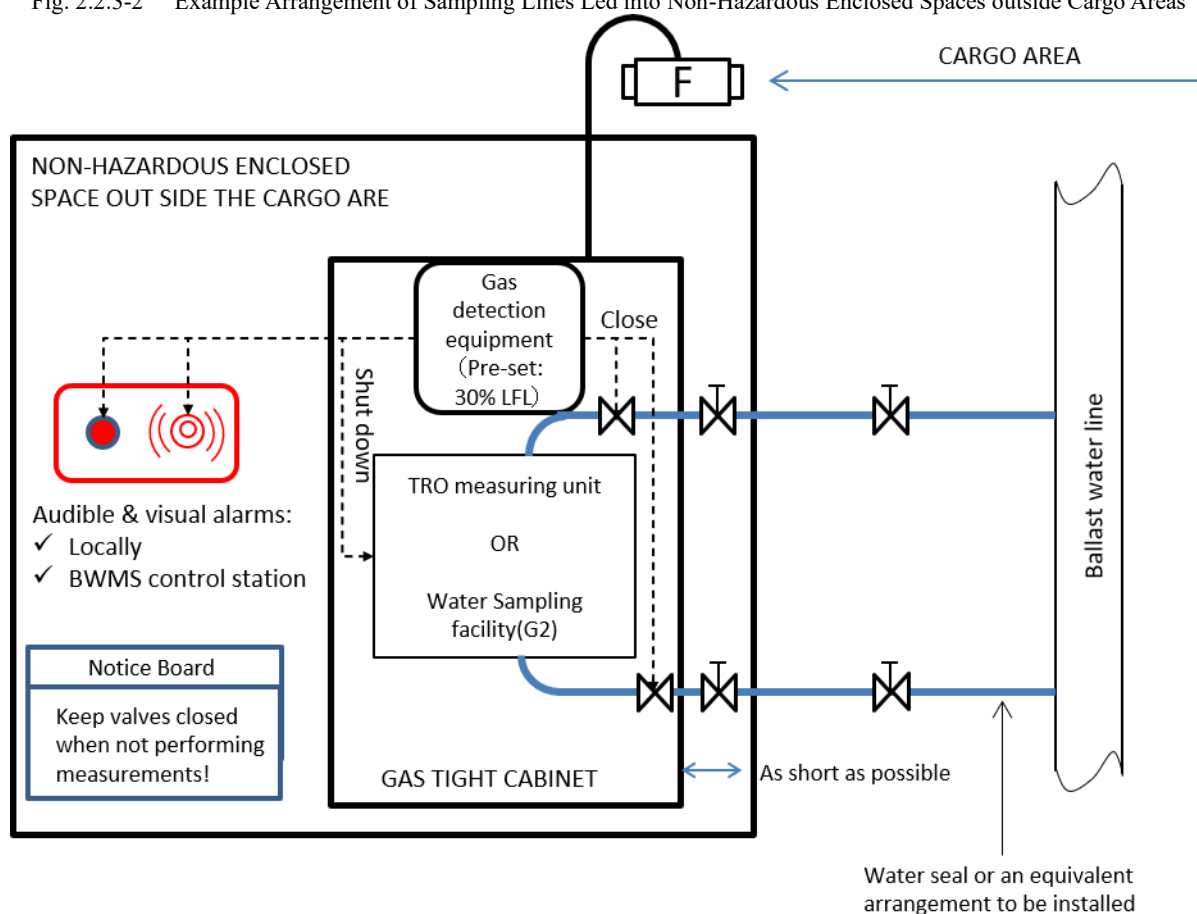 Fig. 2.2.3-2 Example Arrangement of Sampling Lines Led into Non-Hazardous Enclosed Spaces outside Cargo Areas
CARGO AREA
F
NON-HAZARDOUS ENCLOSED
SPACE OUT SIDE THE CARGO ARE
Gas
detection
equipment
（Pre-set:
30% LFL）
Close
Shut down
TRO measuring unit
OR
Water Sampling
facility(G2)
Ballast water line
Audible & visual alarms:
✓ Locally
✓ BWMS control station
Notice Board
Keep valves closed
when not performing
measurements!
GAS TIGHT CABINET
As short as possible
Water seal or an equivalent
arrangement to be installed